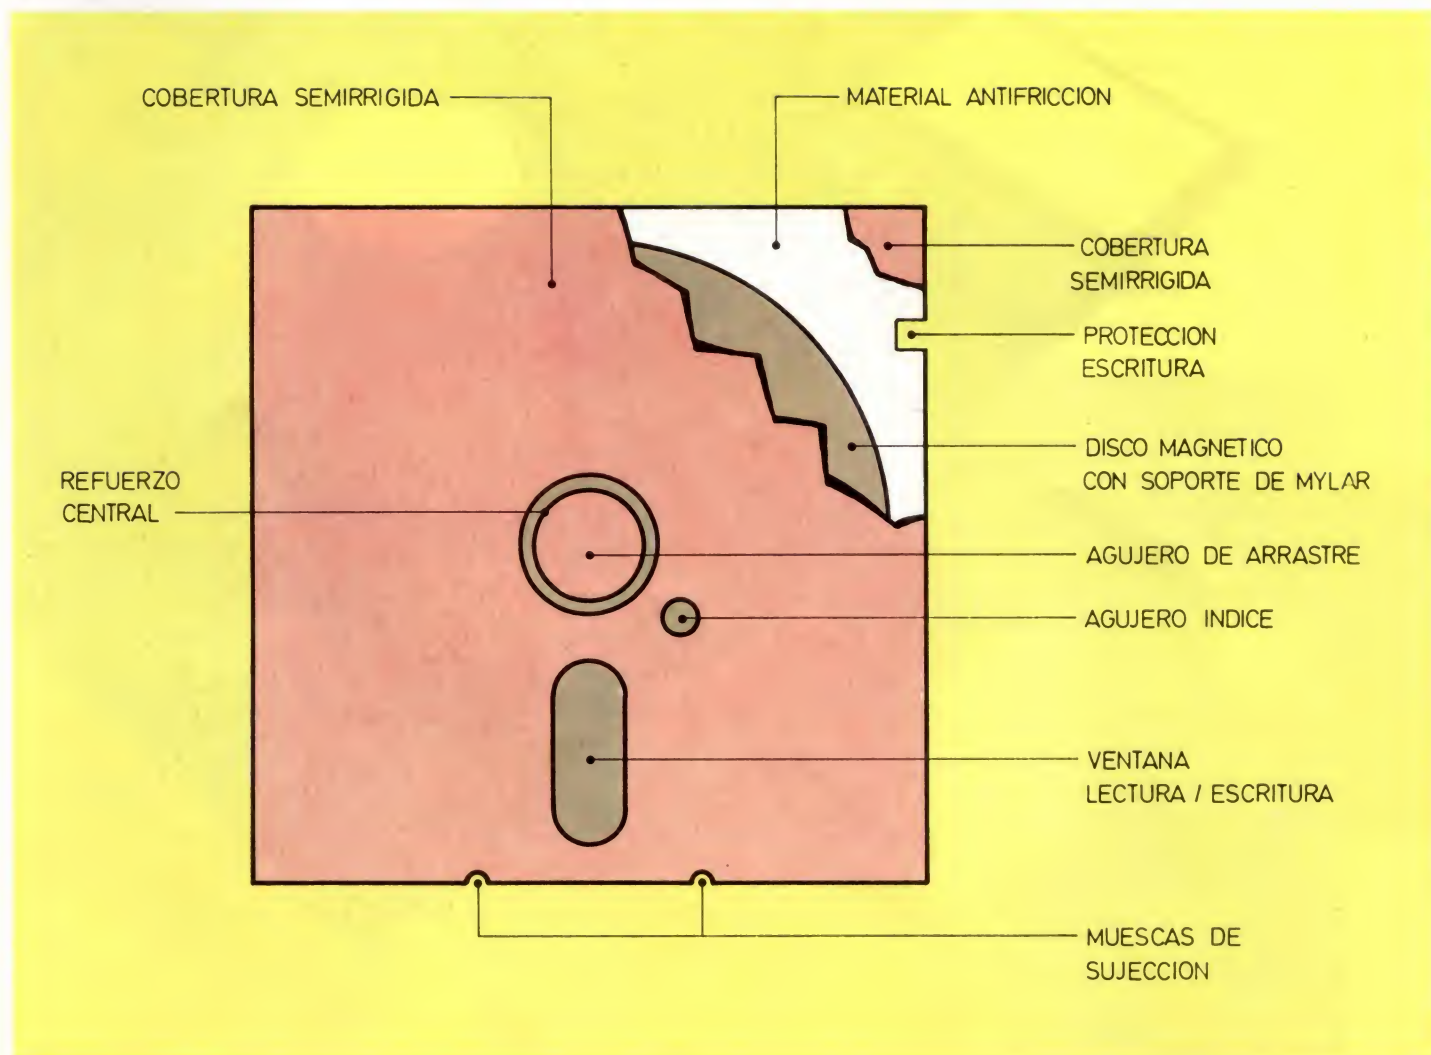 COBERTURA SEMIRRIGIDA
MATERIAL ANTIFRICCION
COBERTURA
SEMIRRIGIDA
PROTECCION
ESCRITURA
DISCO MAGNETICO
CON SOPORTE DE MYLAR
REFUERZO
CENTRAL
AGUJERO DE ARRASTRE
AGUJERO INDICE
VENTANA
LECTURA / ESCRITURA
MUESCAS DE
SUJECCION